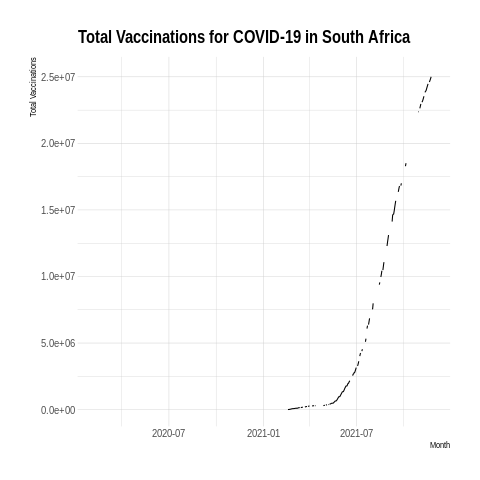 Total Vaccinations for COVID-19 in South Africa
Total Vaccinations
2.5e+07
2.0e+07
1.5e+07
1.0e+07
5.0e+06
0.0e+00
2020-07 2021-01 2021-07
Month